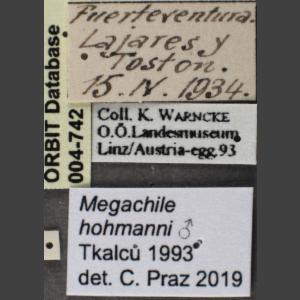 Fuerteventura.
Lajares y
Tostón.
15. IV. 1934.
ORBIT Database
004-742
Coll. K. WARNCKE
O.Ö.Landesmuseum,
Linz/Austria-egg.93
Megachile
hohmanni ♂
Tkalců 1993
det. C. Praz 2019